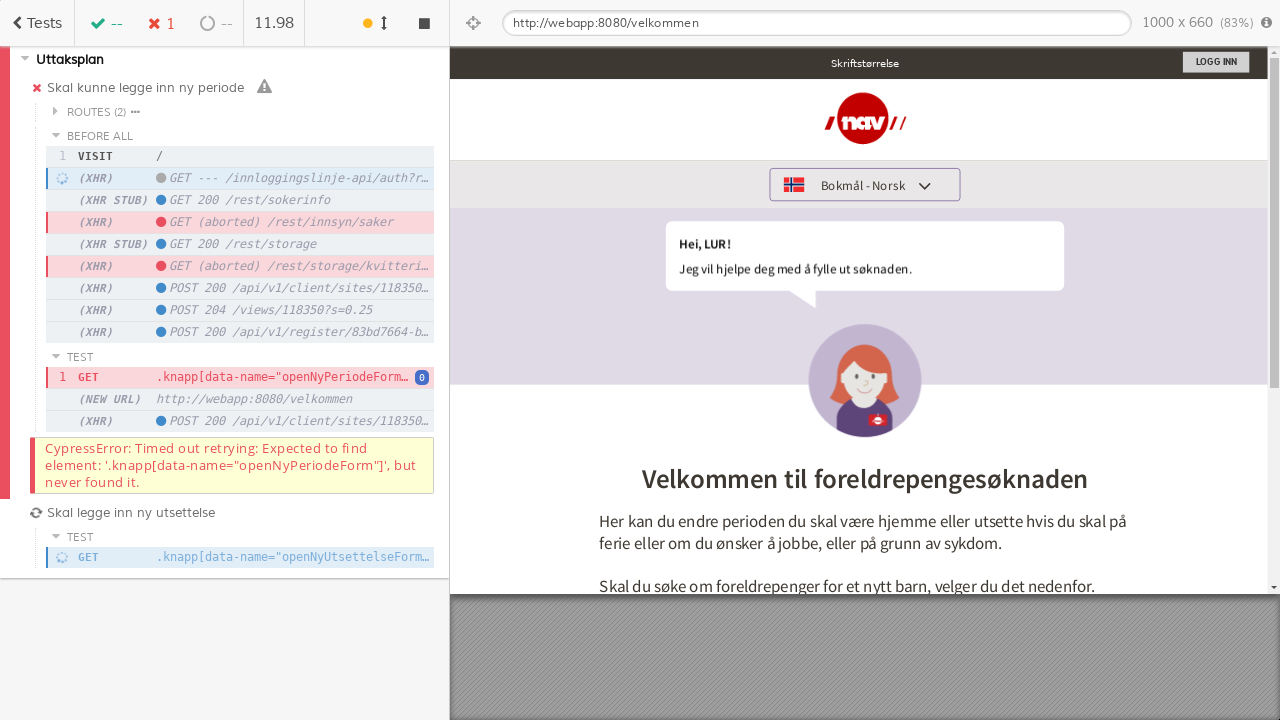 Tests
--
1
--
11.98
http://webapp:8080/velkommen
1000 x 660 (83%)
Uttaksplan
Skal kunne legge inn ny periode
ROUTES (2)
BEFORE ALL
1 VISIT /
(XHR) GET --- /innloggingslinje-api/auth?r…
(XHR STUB) GET 200 /rest/sokerinfo
(XHR) GET (aborted) /rest/innsyn/saker
(XHR STUB) GET 200 /rest/storage
(XHR) GET (aborted) /rest/storage/kvitteri…
(XHR) POST 200 /api/v1/client/sites/118350…
(XHR) POST 204 /views/118350?s=0.25
(XHR) POST 200 /api/v1/register/83bd7664-b…
TEST
1 GET .knapp[data-name="openNyPeriodeForm… 0
(NEW URL) http://webapp:8080/velkommen
(XHR) POST 200 /api/v1/client/sites/118350…
CypressError: Timed out retrying: Expected to find
element: '.knapp[data-name="openNyPeriodeForm"]', but
never found it.
Skal legge inn ny utsettelse
TEST
GET .knapp[data-name="openNyUtsettelseForm…
Skriftstørrelse
LOGG INN
nav
Bokmål - Norsk
Hei, LUR!
Jeg vil hjelpe deg med å fylle ut søknaden.
Velkommen til foreldrepengesøknaden
Her kan du endre perioden du skal være hjemme eller utsette hvis du skal på
ferie eller om du ønsker å jobbe, eller på grunn av sykdom.
Skal du søke om foreldrepenger for et nytt barn, velger du det nedenfor.